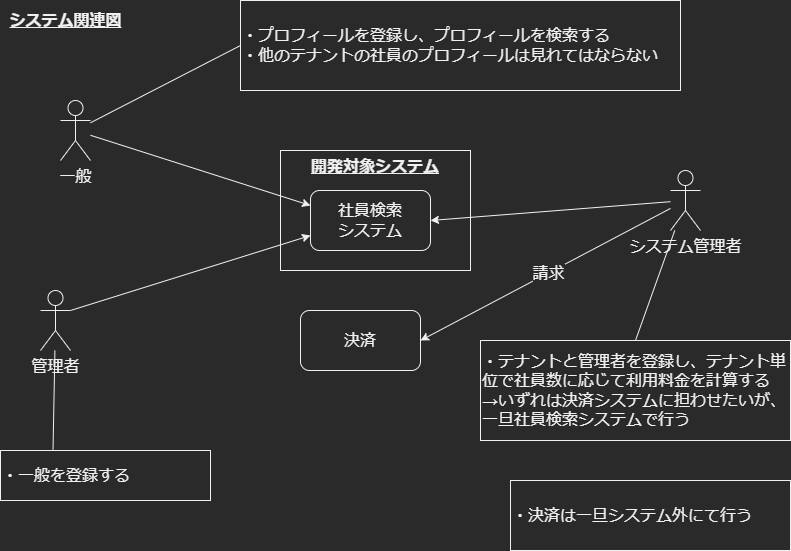 システム関連図
・プロフィールを登録し、プロフィールを検索する
・他のテナントの社員のプロフィールは見れてはならない
一般
開発対象システム
社員検索
システム
システム管理者
請求
管理者
決済
・テナントと管理者を登録し、テナント単
位で社員数に応じて利用料金を計算する
→いずれは決済システムに担わせたいが、
一旦社員検索システムで行う
・一般を登録する
・決済は一旦システム外にて行う